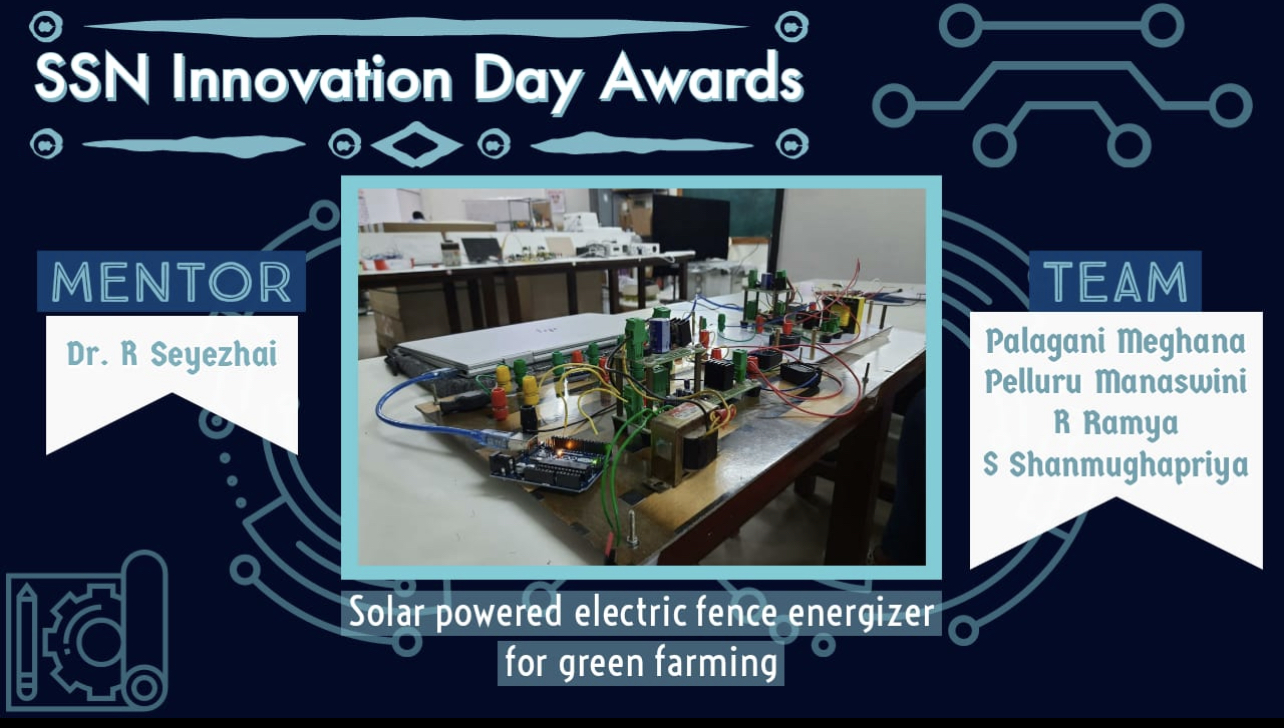 SSN Innovation Day Awards
MENTOR
Dr. R Seyezhai
TEAM
Palagani Meghana
Pelluru Manaswini
R Ramya
S Shanmughapriya
Solar powered electric fence energizer
for green farming